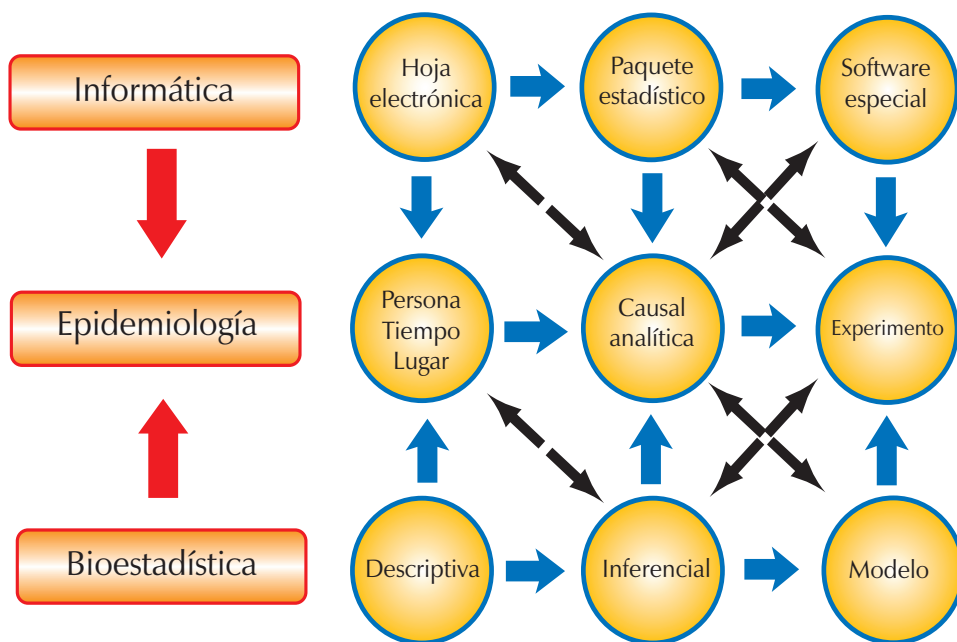 Informática
Hoja
electrónica
Paquete
estadístico
Software
especial
Epidemiología
Persona
Tiempo
Lugar
Causal
analítica
Experimento
Bioestadística
Descriptiva
Inferencial
Modelo